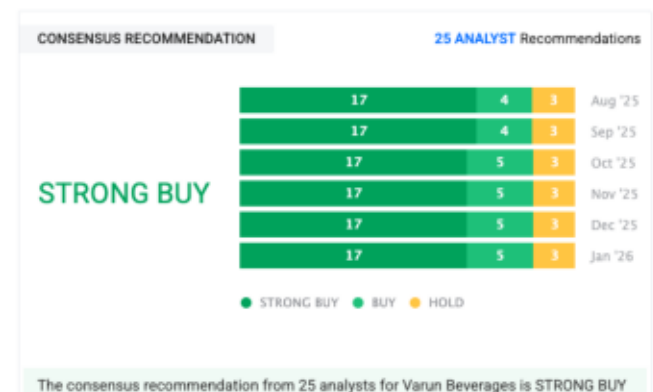 CONSENSUS RECOMMENDATION 25 ANALYST Recommendations
17 4 3 Aug '25
17 4 3 Sep '25
17 5 3 Oct '25
STRONG BUY
17 5 3 Nov '25
17 5 3 Dec '25
17 5 3 Jan '26
STRONG BUY BUY HOLD
The consensus recommendation from 25 analysts for Varun Beverages is STRONG BUY